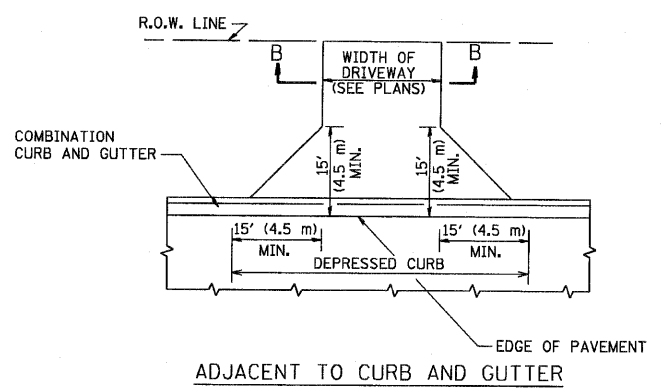 R.O.W. LINE
B
B
WIDTH OF
DRIVEWAY
(SEE PLANS)
COMBINATION
CURB AND GUTTER
15'
(4.5 m)
MIN.
15'
(4.5 m)
MIN.
15' (4.5 m)
MIN.
15' (4.5 m)
MIN.
DEPRESSED CURB
EDGE OF PAVEMENT
ADJACENT TO CURB AND GUTTER